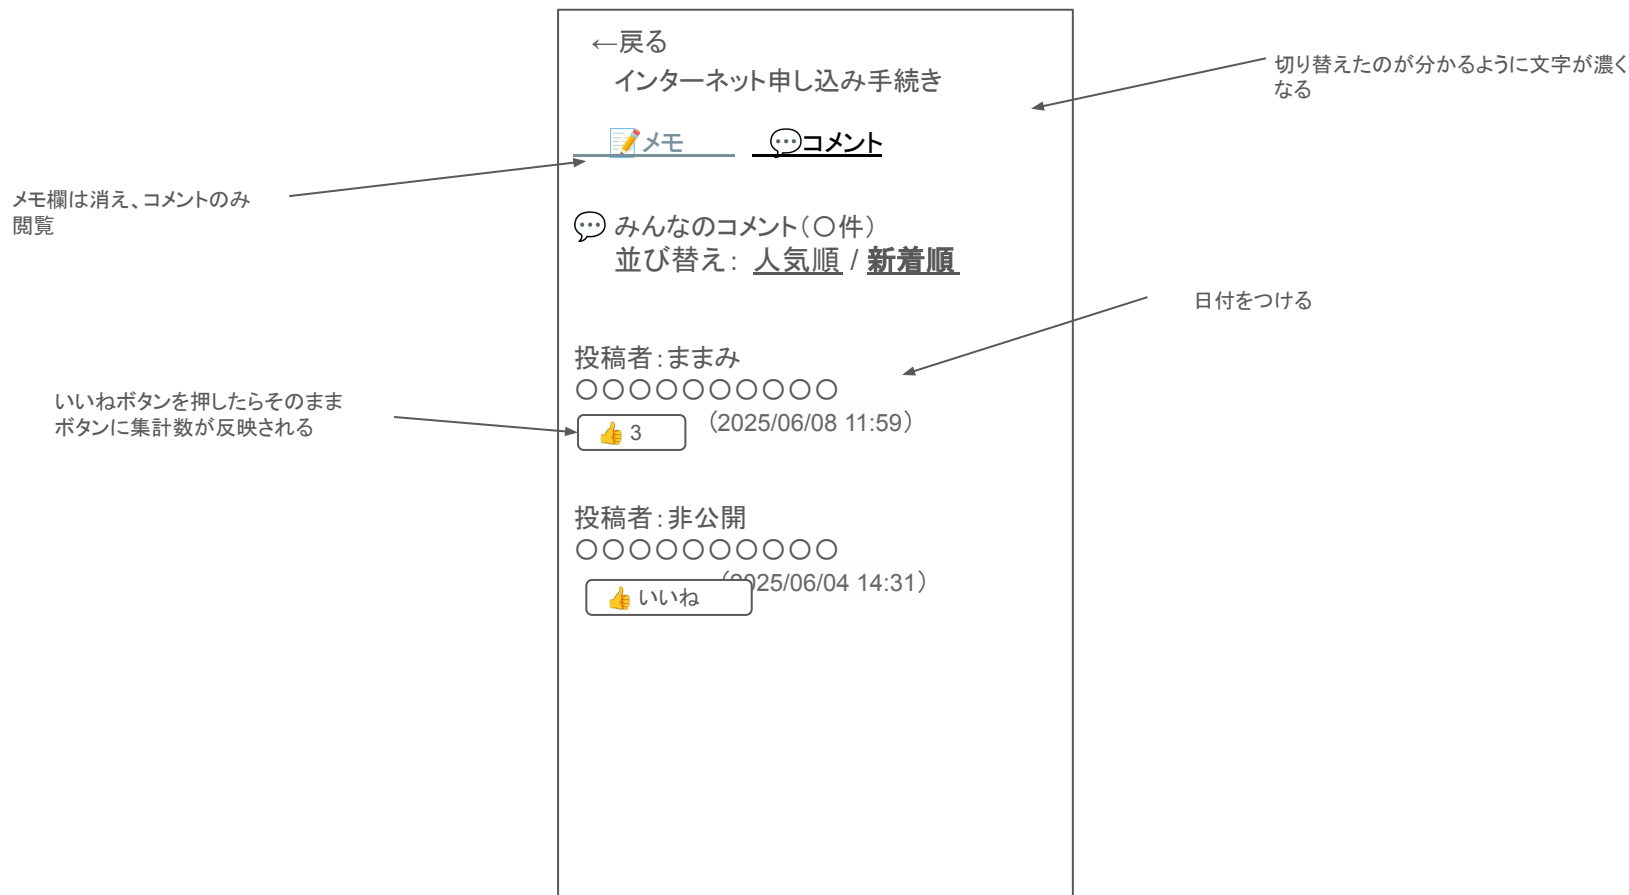 ←戻る
インターネット申し込み手続き
切り替えたのが分かるように文字が濃く
なる
📝メモ
💬コメント
メモ欄は消え、コメントのみ
閲覧
💬 みんなのコメント（〇件）
並び替え： 人気順 / 新着順
日付をつける
投稿者：ままみ
〇〇〇〇〇〇〇〇〇〇
いいねボタンを押したらそのまま
ボタンに集計数が反映される
👍 3
（2025/06/08 11:59）
投稿者：非公開
〇〇〇〇〇〇〇〇〇〇
（2025/06/04 14:31）
👍 いいね